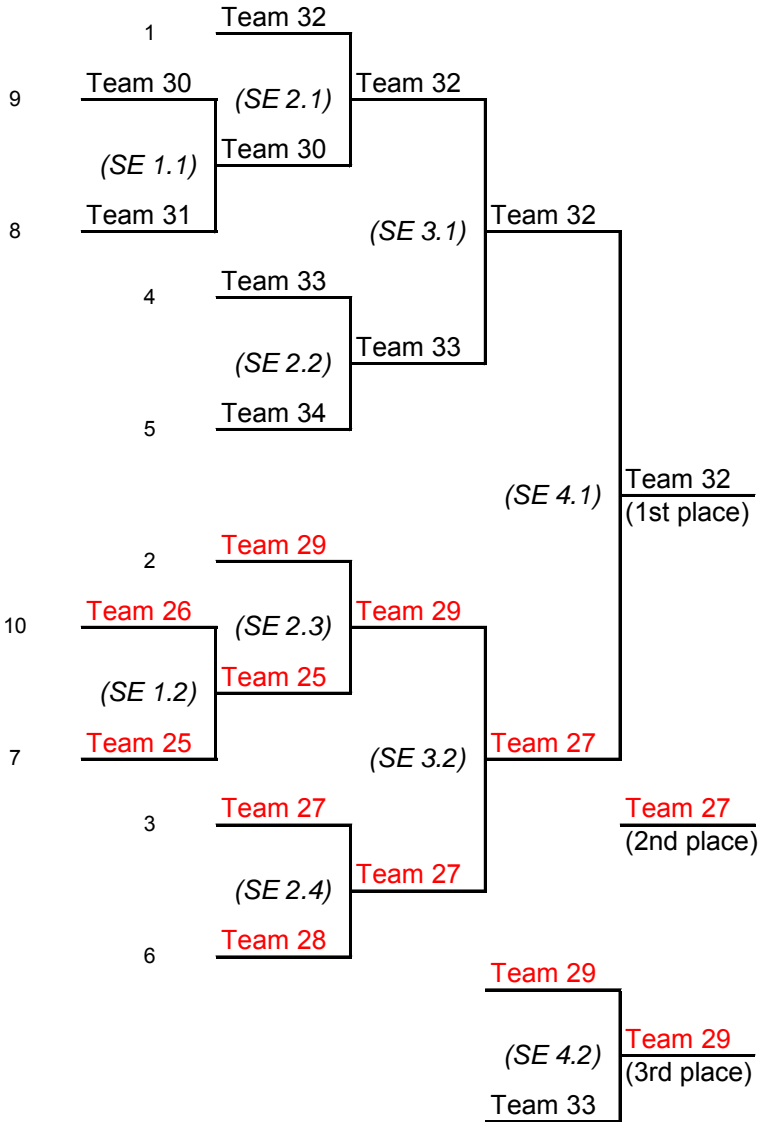 1 Team 32
9 Team 30 (SE 2.1) Team 32
(SE 1.1) Team 30
8 Team 31 (SE 3.1) Team 32
4 Team 33
(SE 2.2) Team 33
5 Team 34
(SE 4.1) Team 32
(1st place)
2 Team 29
10 Team 26 (SE 2.3) Team 29
(SE 1.2) Team 25
7 Team 25 (SE 3.2) Team 27
3 Team 27 Team 27
(2nd place)
(SE 2.4) Team 27
6 Team 28
Team 29
(SE 4.2) Team 29
(3rd place)
Team 33